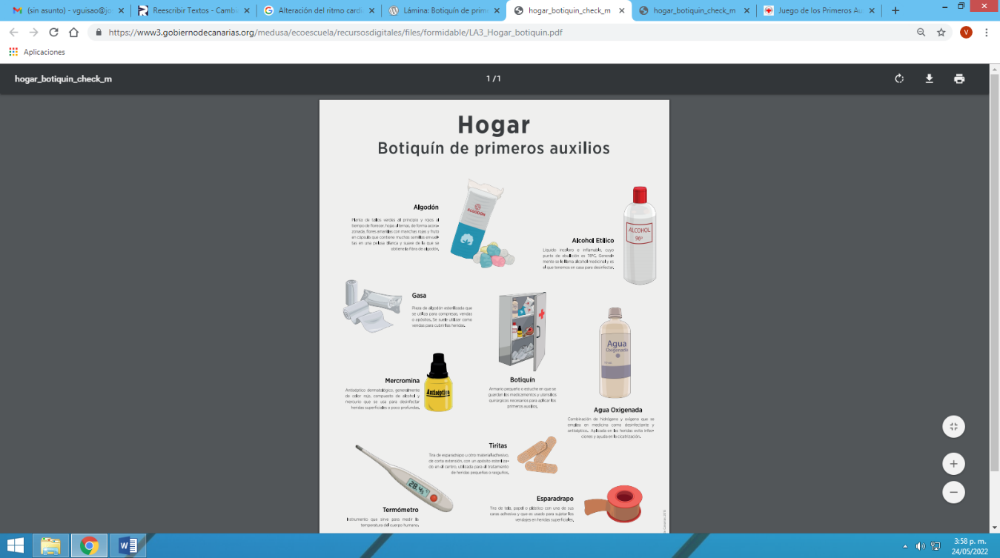 (sin asunto) - vguisao@jo
Reescribir Textos - Cambi
Alteración del ritmo cardi
Lámina: Botiquín de prime
hogar_botiquin_check_m
hogar_botiquin_check_m
Juego de los Primeros Au
https://www3.gobiernodecanarias.org/medusa/ecoescuela/recursosdigitales/files/formidable/LA3_Hogar_botiquin.pdf
V
Aplicaciones
hogar_botiquin_check_m
1 / 1
Hogar
Botiquín de primeros auxilios
Algodón
Planta de tallos verdes al principio y rojos al
tiempo de florecer, hojas alternas, de forma acora-
zonada, flores amarillas con manchas rojas y fruto
en cápsula que contiene muchas semillas envuel-
tas en una pelusa blanca y suave de la que se
obtiene la fibra de algodón.
ALGODÓN
Alcohol Etílico
Líquido incoloro e inflamable, cuyo
punto de ebullición es 78ºC. General-
mente se le llama alcohol medicinal y es
el que tenemos en casa para desinfectar.
ALCOHOL
96º
Gasa
Pieza de algodón esterilizada que
se utiliza para compresas, vendas
o apósitos. Se suele utilizar como
vendas para cubrir las heridas.
Agua
Oxigenada
Mercromina
Antiséptico dermatológico, generalmente
de color rojo, compuesto de alcohol y
mercurio que se usa para desinfectar
heridas superficiales o poco profundas.
Antiséptico
Botiquín
Armario pequeño o estuche en que se
guardan los medicamentos y utensilios
quirúrgicos necesarios para aplicar los
primeros auxilios.
Agua Oxigenada
Combinación de hidrógeno y oxígeno que se
emplea en medicina como desinfectante y
antiséptico. Aplicada en las heridas evita infec-
ciones y ayuda en la cicatrización.
Tiritas
Tira de esparadrapo u otro material adhesivo,
de corta extensión, con un apósito esteriliza-
do en el centro, utilizada para el tratamiento
de heridas pequeñas o rasguños.
28.4
Termómetro
Instrumento que sirve para medir la
temperatura del cuerpo humano.
Esparadrapo
Tira de tela, papel o plástico con una de sus
caras adhesiva y que es usado para sujetar los
vendajes en heridas superficiales.
3:58 p. m.
24/05/2022